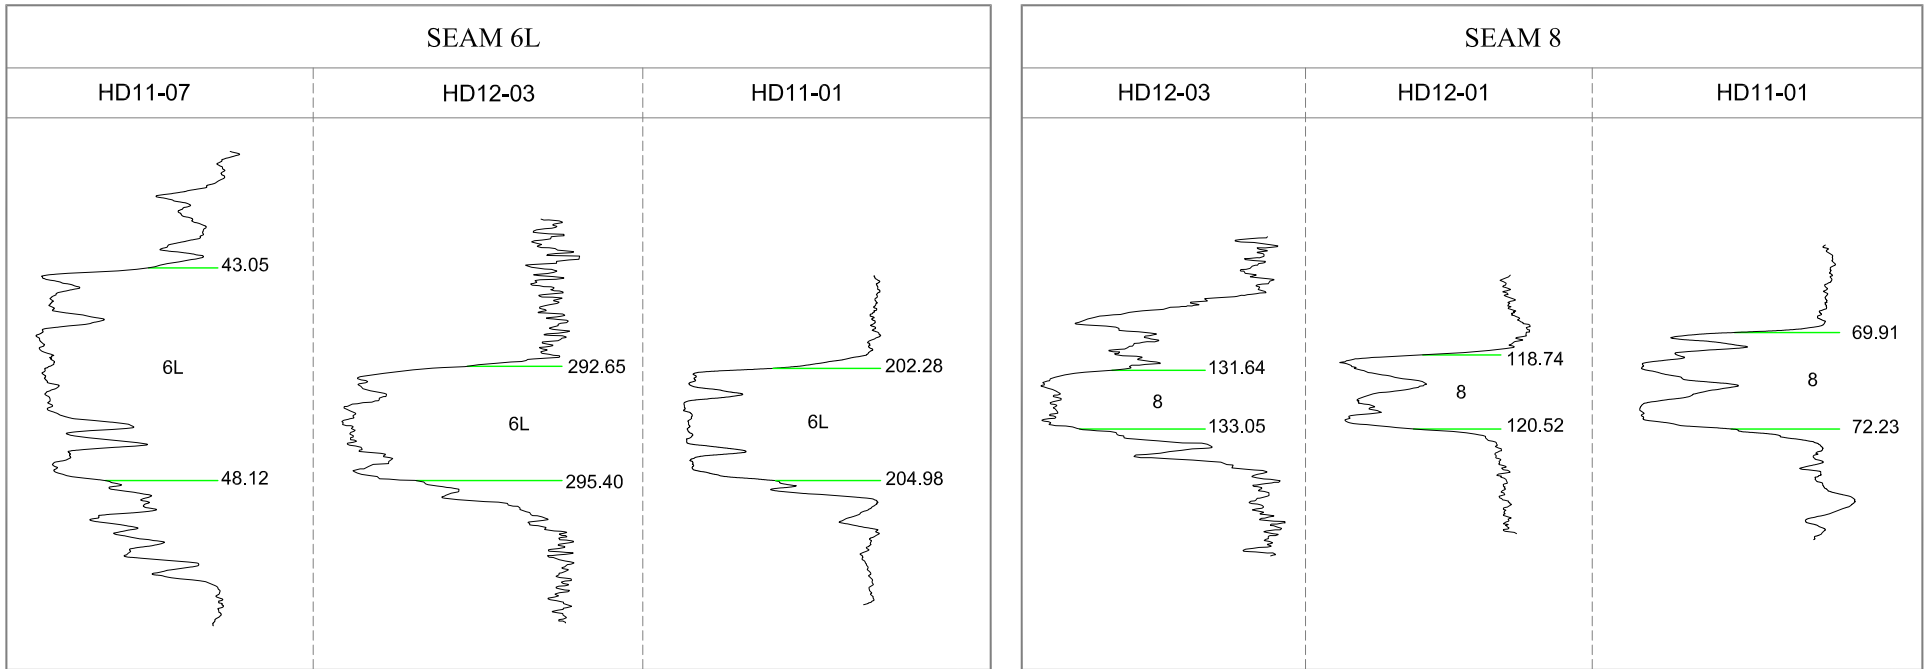 SEAM 6L
HD11-07
HD12-03
HD11-01
43.05
6L
48.12
292.65
6L
295.40
202.28
6L
204.98
SEAM 8
HD12-03
HD12-01
HD11-01
131.64
8
133.05
118.74
8
120.52
69.91
8
72.23